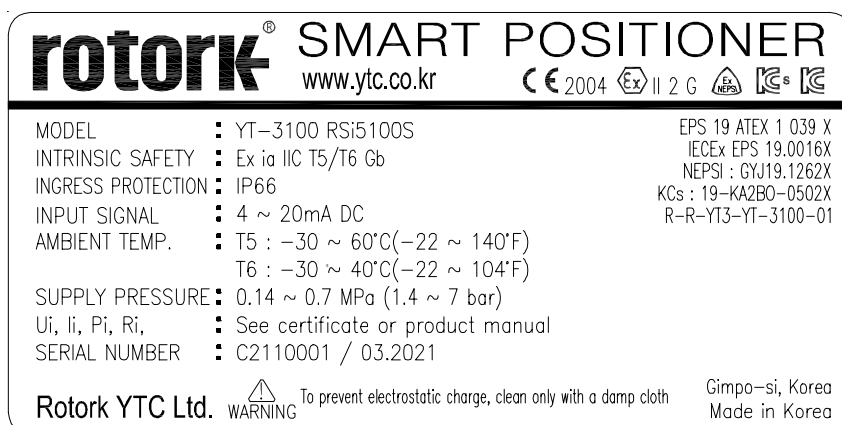 rotork® SMART POSITIONER
www.ytc.co.kr CE 2004 Ex II 2 G Ex NEPSI KCs KC
MODEL : YT-3100 RSi5100S
EPS 19 ATEX 1 039 X
INTRINSIC SAFETY : Ex ia IIC T5/T6 Gb
IECEx EPS 19.0016X
INGRESS PROTECTION : IP66
NEPSI : GYJ19.1262X
KCs : 19-KA2BO-0502X
INPUT SIGNAL : 4 ~ 20mA DC
R-R-YT3-YT-3100-01
AMBIENT TEMP. : T5 : -30 ~ 60°C(-22 ~ 140°F)
T6 : -30 ~ 40°C(-22 ~ 104°F)
SUPPLY PRESSURE : 0.14 ~ 0.7 MPa (1.4 ~ 7 bar)
Ui, Ii, Pi, Ri, : See certificate or product manual
SERIAL NUMBER : C2110001 / 03.2021
Rotork YTC Ltd. WARNING To prevent electrostatic charge, clean only with a damp cloth
Gimpo-si, Korea
Made in Korea